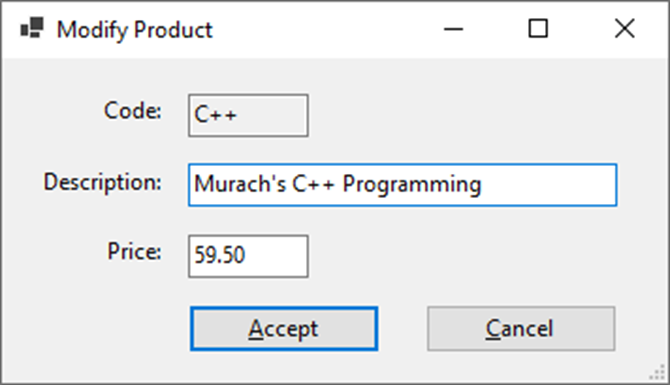 Modify Product
Code: C++
Description: Murach's C++ Programming
Price: 59.50
Accept Cancel